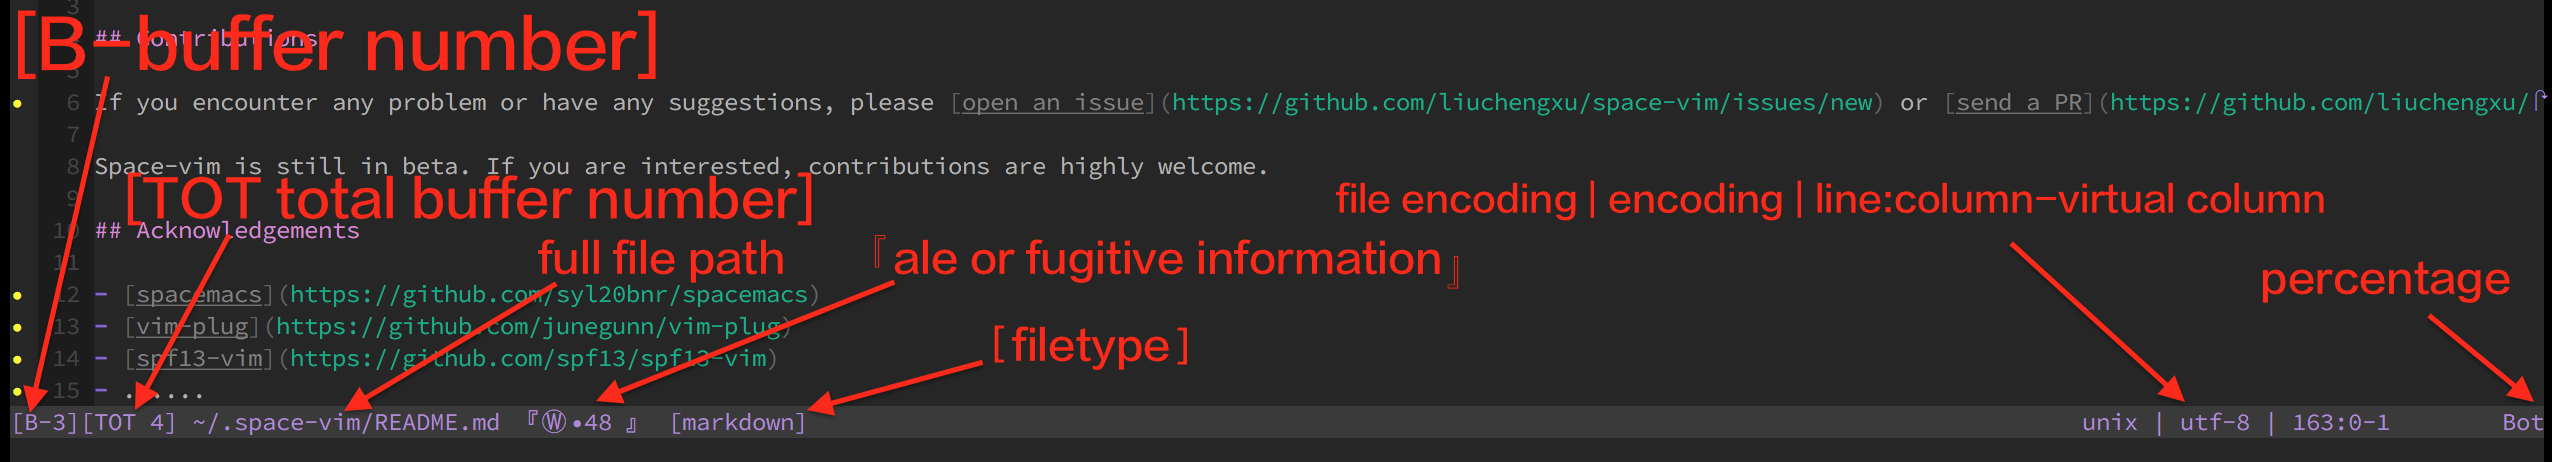 3
[B-buffer number]
## Contributions
5
6 If you encounter any problem or have any suggestions, please [open an issue](https://github.com/liuchengxu/space-vim/issues/new) or [send a PR](https://github.com/liuchengxu/
7
8 Space-vim is still in beta. If you are interested, contributions are highly welcome.
9
[TOT total buffer number]
file encoding | encoding | line:column-virtual column
10 ## Acknowledgements
11
full file path
『ale or fugitive information』
percentage
12 - [spacemacs](https://github.com/syl20bnr/spacemacs)
13 - [vim-plug](https://github.com/junegunn/vim-plug)
[filetype]
14 - [spf13-vim](https://github.com/spf13/spf13-vim)
15 - ......
[B-3][TOT 4] ~/.space-vim/README.md 『Ⓦ•48 』 [markdown] unix | utf-8 | 163:0-1 Bot